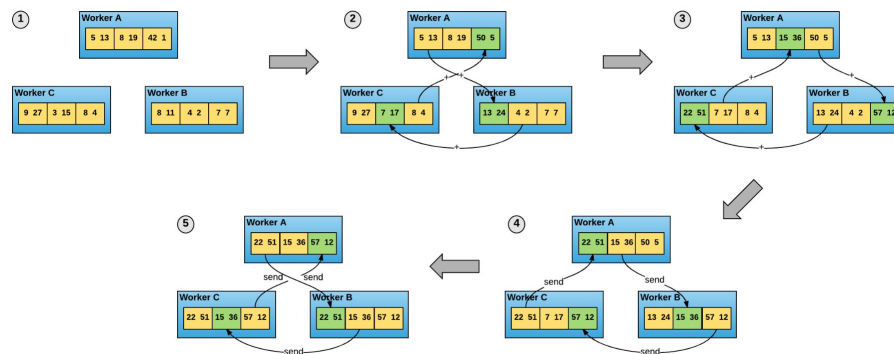 1
Worker A
5 13 8 19 42 1
Worker C
9 27 3 15 8 4
Worker B
8 11 4 2 7 7
2
Worker A
5 13 8 19 50 5
+ +
Worker C
9 27 7 17 8 4
Worker B
13 24 4 2 7 7
+
3
Worker A
5 13 15 36 50 5
+ +
Worker C
22 51 7 17 8 4
Worker B
13 24 4 2 57 12
+
4
Worker A
22 51 15 36 50 5
send send
Worker C
22 51 7 17 57 12
Worker B
13 24 15 36 57 12
send
5
Worker A
22 51 15 36 57 12
send send
Worker C
22 51 15 36 57 12
Worker B
22 51 15 36 57 12
send